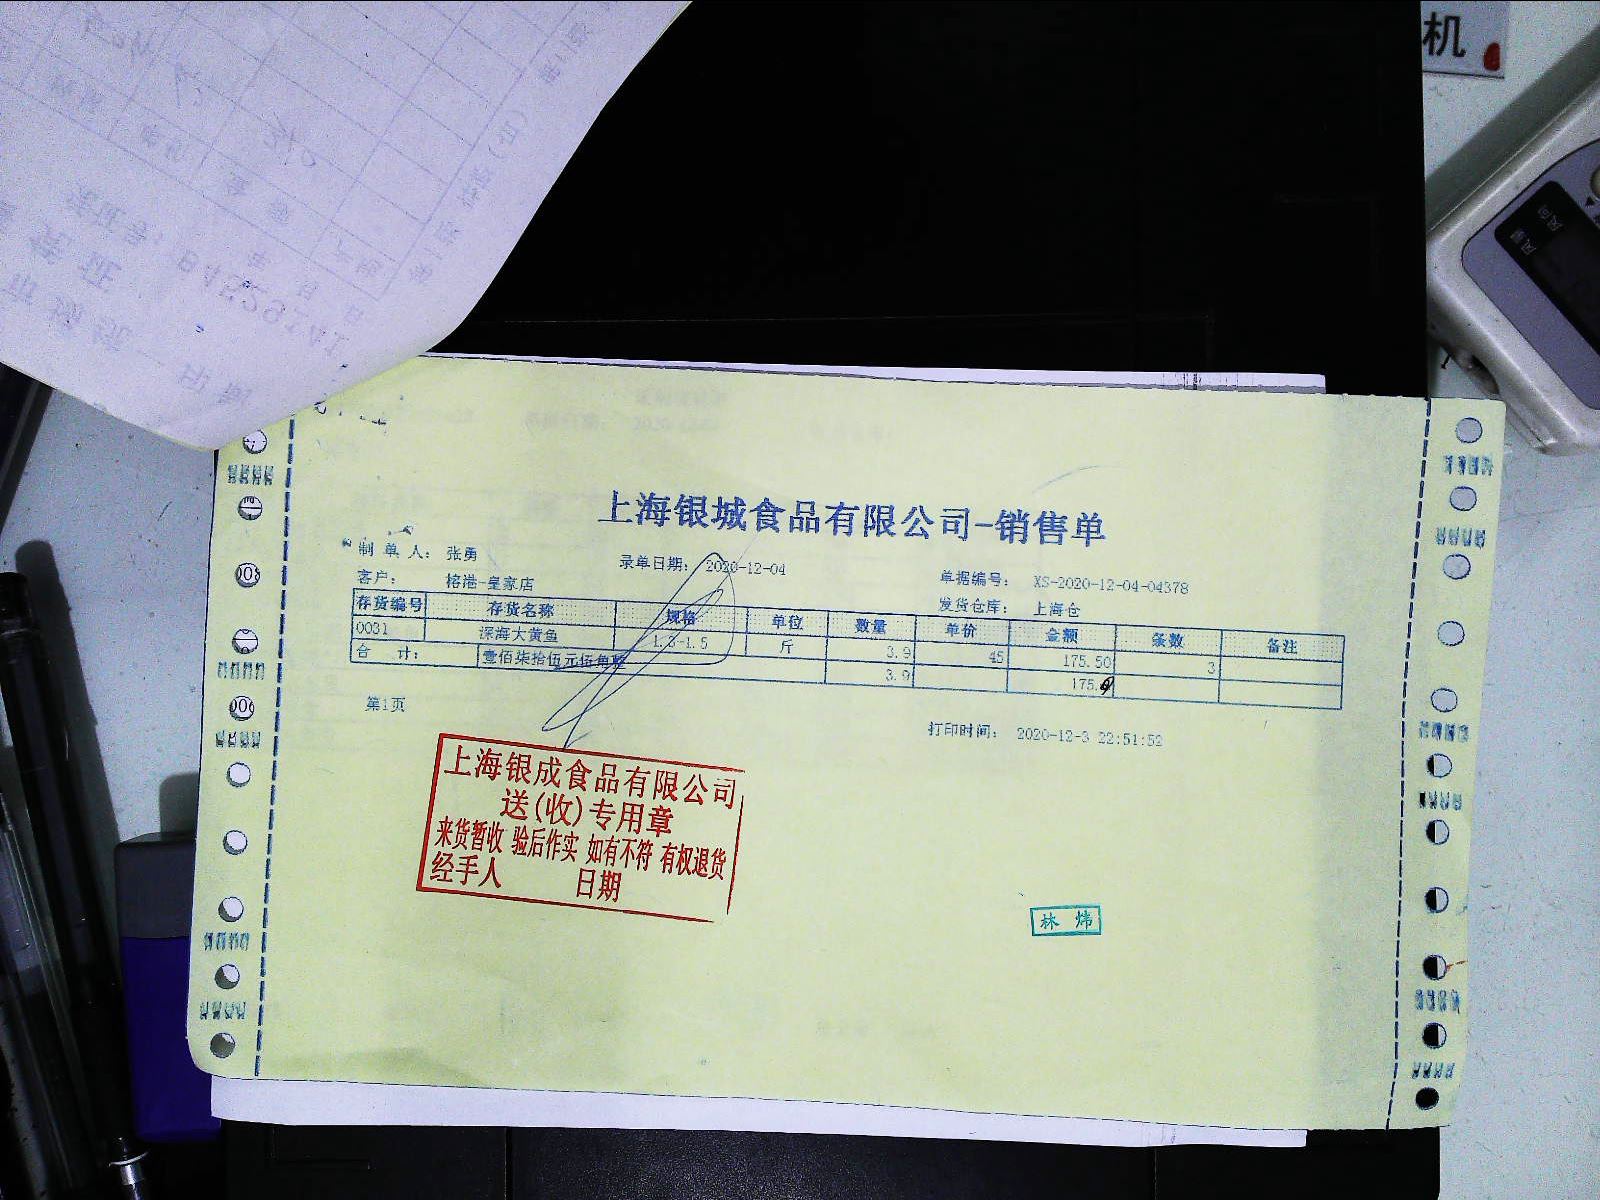 机
风量 风向
上海银城食品有限公司-销售单
制 单 人： 张勇 录单日期： 2020-12-04 单据编号： XS-2020-12-04-04378
客户： 榕港-皇家店 发货仓库： 上海仓
存货编号 存货名称 规格 单位 数量 单价 金额 条数 备注
0031 深海大黄鱼 1.3-1.5 斤 3.9 45 175.50 3
合 计： 壹佰柒拾伍元伍角整 3.9 175.
第1页
打印时间： 2020-12-3 22:51:52
上海银成食品有限公司
送(收)专用章
来货暂收 验后作实 如有不符 有权退货
经手人 日期
林 炜